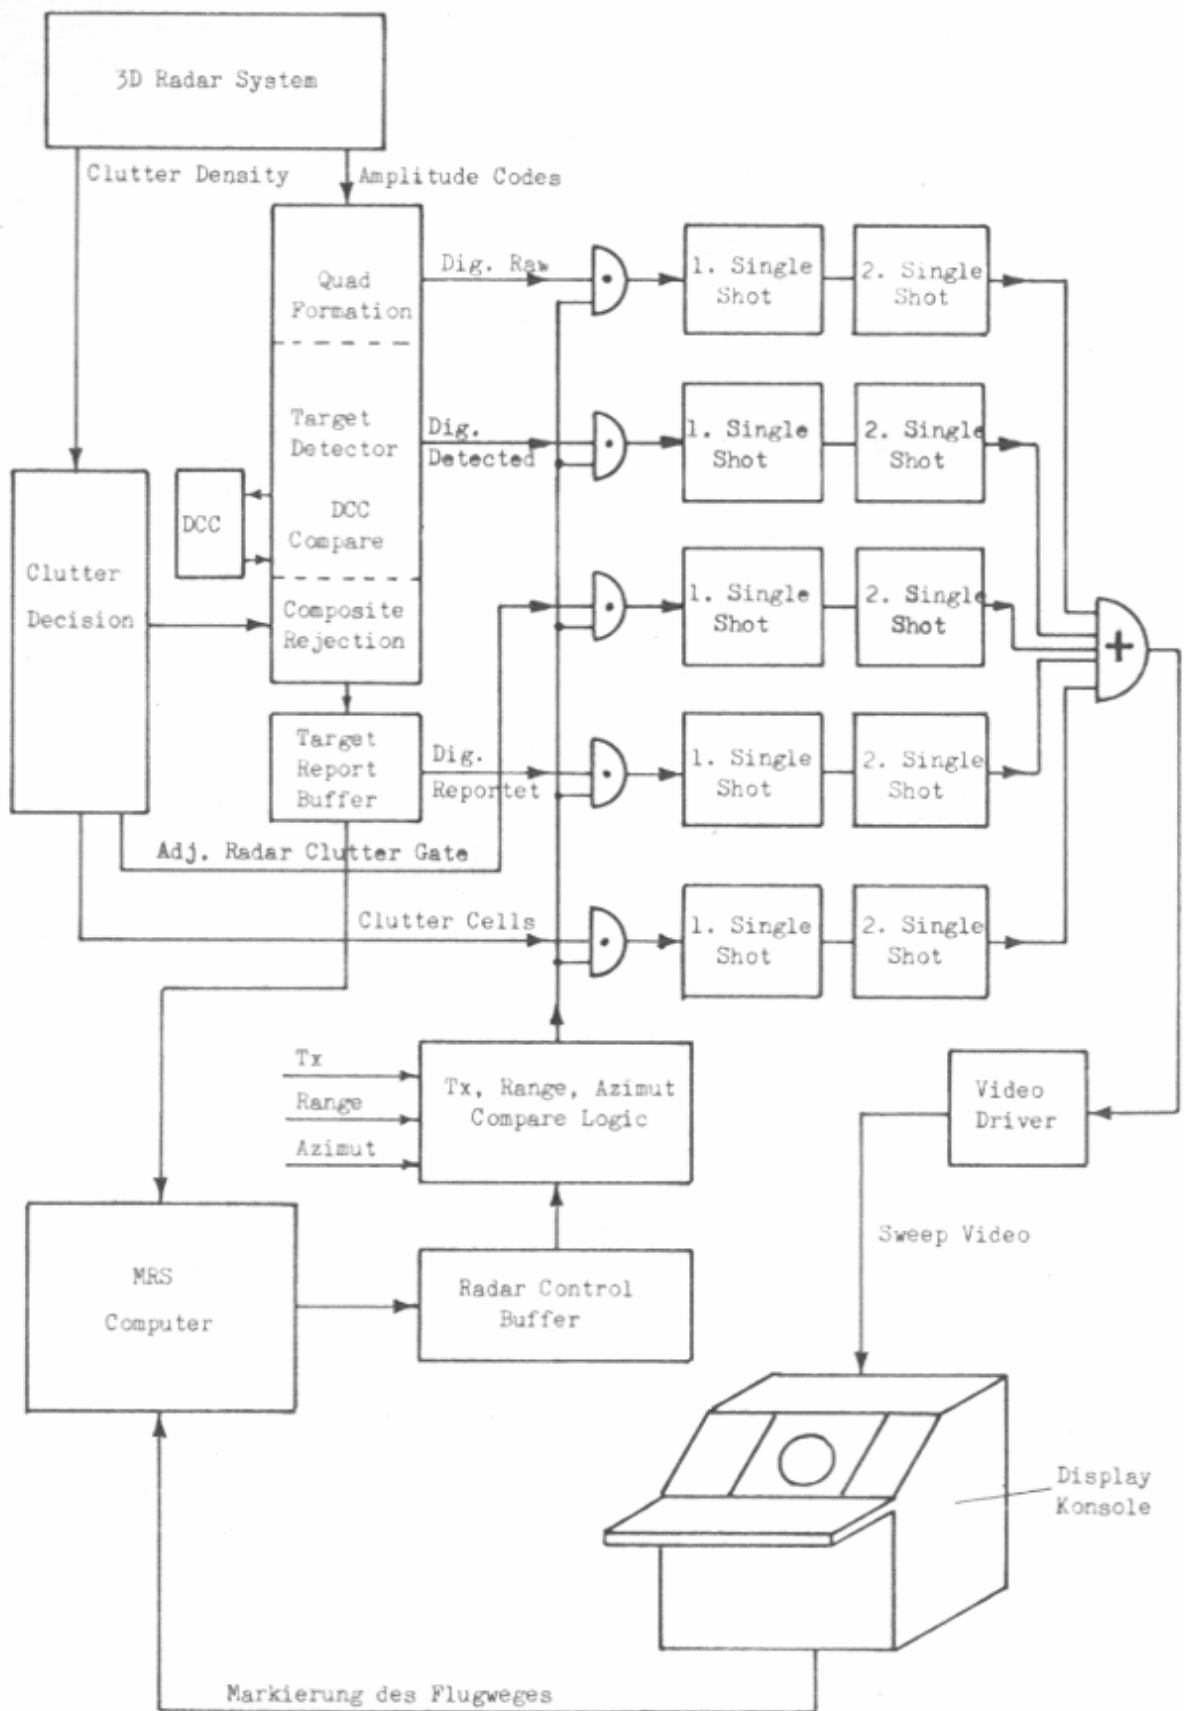 3D Radar System
Clutter Density
Amplitude Codes
Quad
Formation
Dig. Raw
1. Single
Shot
2. Single
Shot
Target
Detector
Dig.
Detected
1. Single
Shot
2. Single
Shot
DCC
DCC
Compare
Clutter
Decision
Composite
Rejection
1. Single
Shot
2. Single
Shot
+
Target
Report
Buffer
Dig.
Reportet
1. Single
Shot
2. Single
Shot
Adj. Radar Clutter Gate
Clutter Cells
1. Single
Shot
2. Single
Shot
Tx
Range
Azimut
Tx, Range, Azimut
Compare Logic
Video
Driver
Sweep Video
MRS
Computer
Radar Control
Buffer
Display
Konsole
Markierung des Flugweges